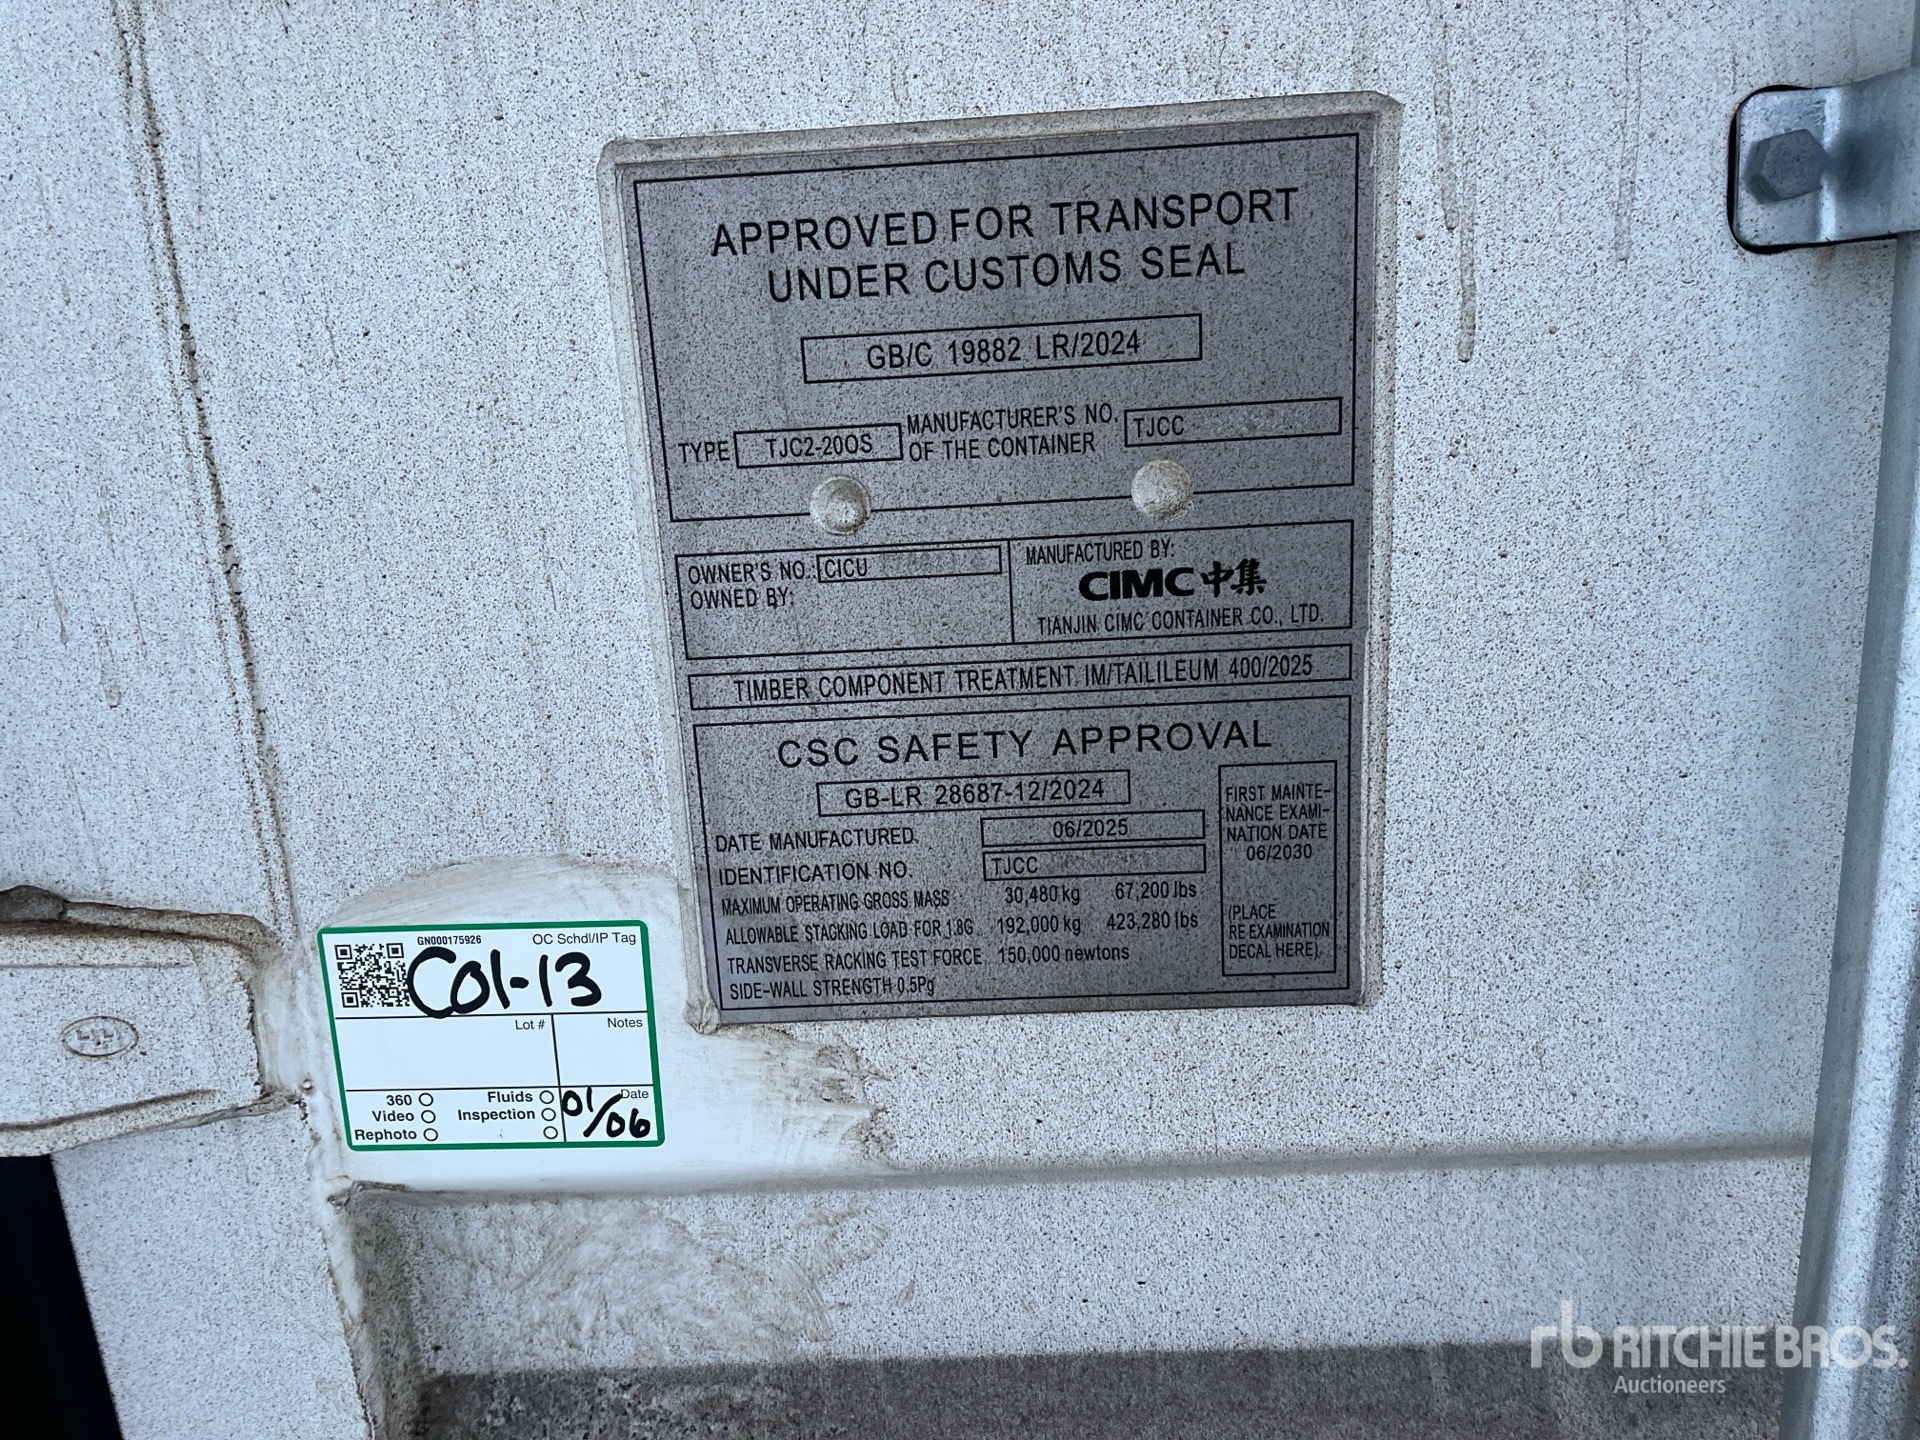 APPROVED FOR TRANSPORT
UNDER CUSTOMS SEAL
GB/C 19882 LR/2024
TYPE TJC2-20OS MANUFACTURER'S NO. OF THE CONTAINER TJCC
OWNER'S NO.: CICU
OWNED BY:
MANUFACTURED BY:
CIMC 中集
TIANJIN CIMC CONTAINER CO., LTD.
TIMBER COMPONENT TREATMENT. IM/TAILILEUM 400/2025
CSC SAFETY APPROVAL
GB-LR 28687-12/2024
DATE MANUFACTURED. 06/2025
IDENTIFICATION NO. TJCC
MAXIMUM OPERATING GROSS MASS 30,480 kg 67,200 lbs
ALLOWABLE STACKING LOAD FOR 1.8G 192,000 kg 423,280 lbs
TRANSVERSE RACKING TEST FORCE 150,000 newtons
SIDE-WALL STRENGTH 0.5Pg
FIRST MAINTE-
NANCE EXAMI-
NATION DATE
06/2030
(PLACE
RE EXAMINATION
DECAL HERE)
GN000175926 OC Schdl/IP Tag
C01-13
Lot # Notes
360 Fluids Date
Video Inspection 01/06
Rephoto
rb RITCHIE BROS.
Auctioneers